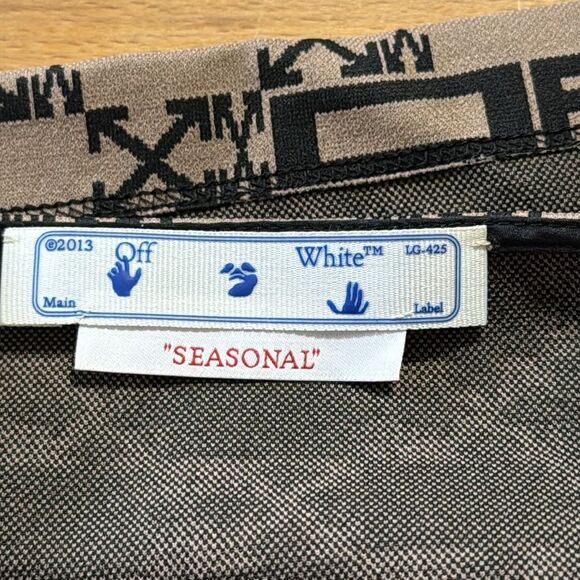 ©2013 Off White™ LG-425
Main Label
"SEASONAL"